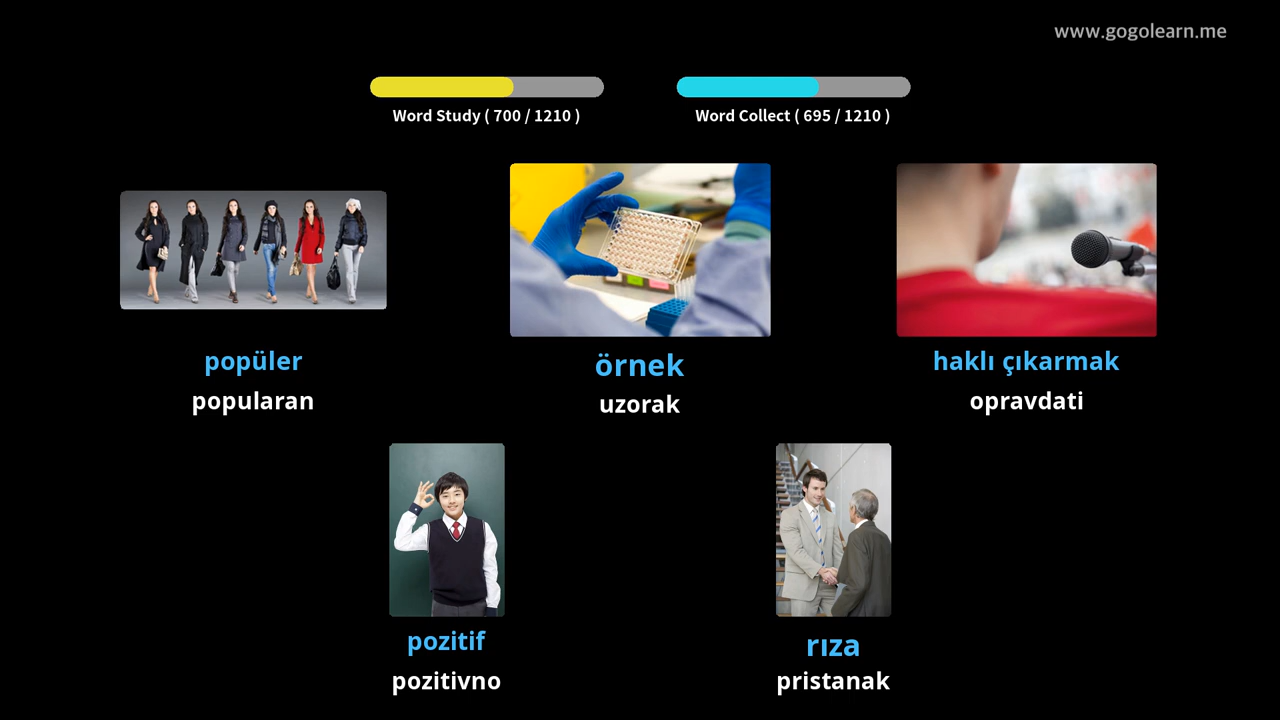 www.gogolearn.me
Word Study ( 700 / 1210 )
Word Collect ( 695 / 1210 )
popüler
popularan
örnek
uzorak
haklı çıkarmak
opravdati
pozitif
pozitivno
rıza
pristanak